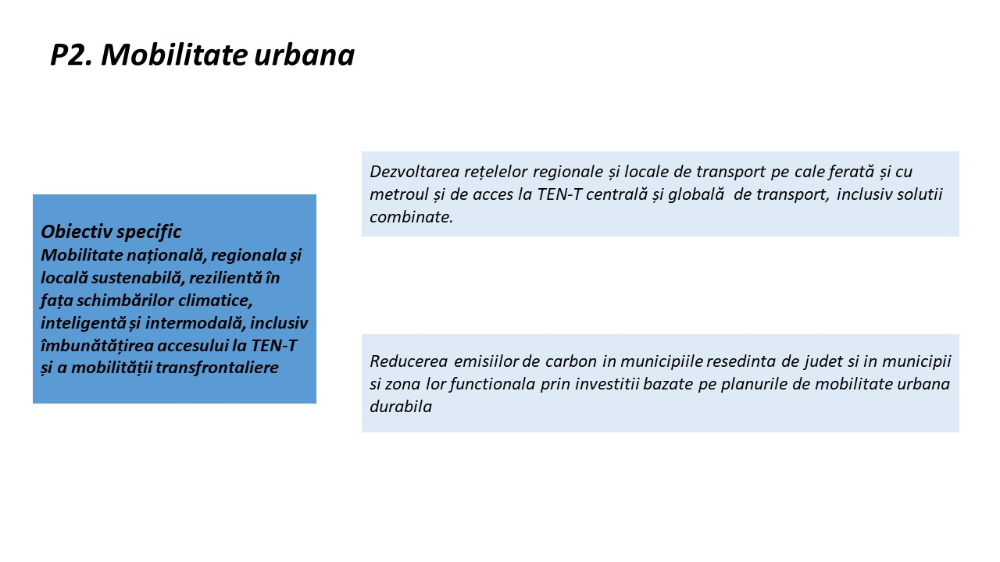 P2. Mobilitate urbana
Obiectiv specific
Mobilitate națională, regionala și
locală sustenabilă, rezilientă în
fața schimbărilor climatice,
inteligentă și intermodală, inclusiv
îmbunătățirea accesului la TEN-T
și a mobilității transfrontaliere
Dezvoltarea rețelelor regionale și locale de transport pe cale ferată și cu
metroul și de acces la TEN-T centrală și globală de transport, inclusiv solutii
combinate.
Reducerea emisiilor de carbon in municipiile resedinta de judet si in municipii
si zona lor functionala prin investitii bazate pe planurile de mobilitate urbana
durabila